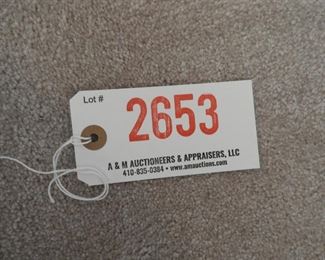 Lot #
2653
A & M AUCTIONEERS & APPRAISERS, LLC
410-835-0384 • www.amauctions.com